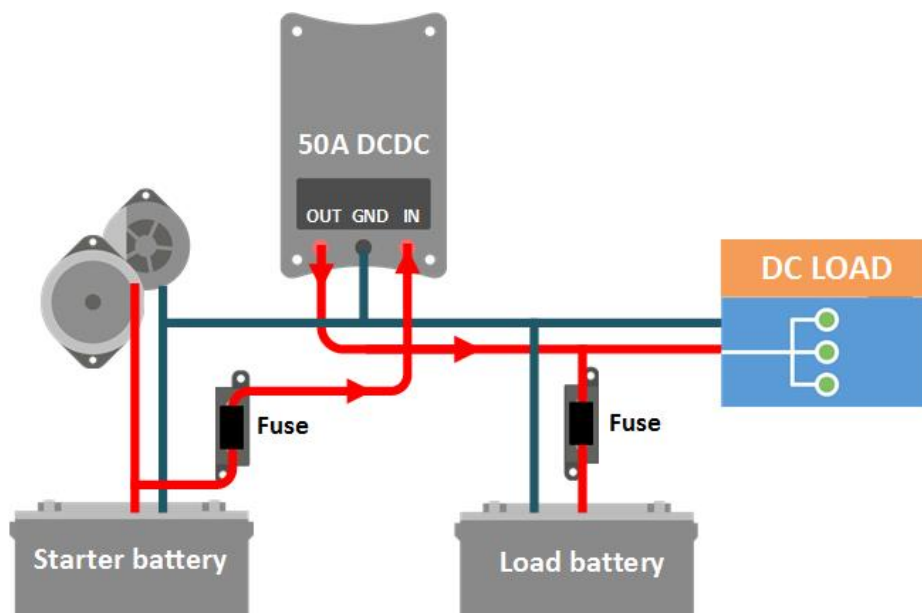 50A DCDC
OUT GND IN
DC LOAD
Fuse
Fuse
Starter battery
Load battery